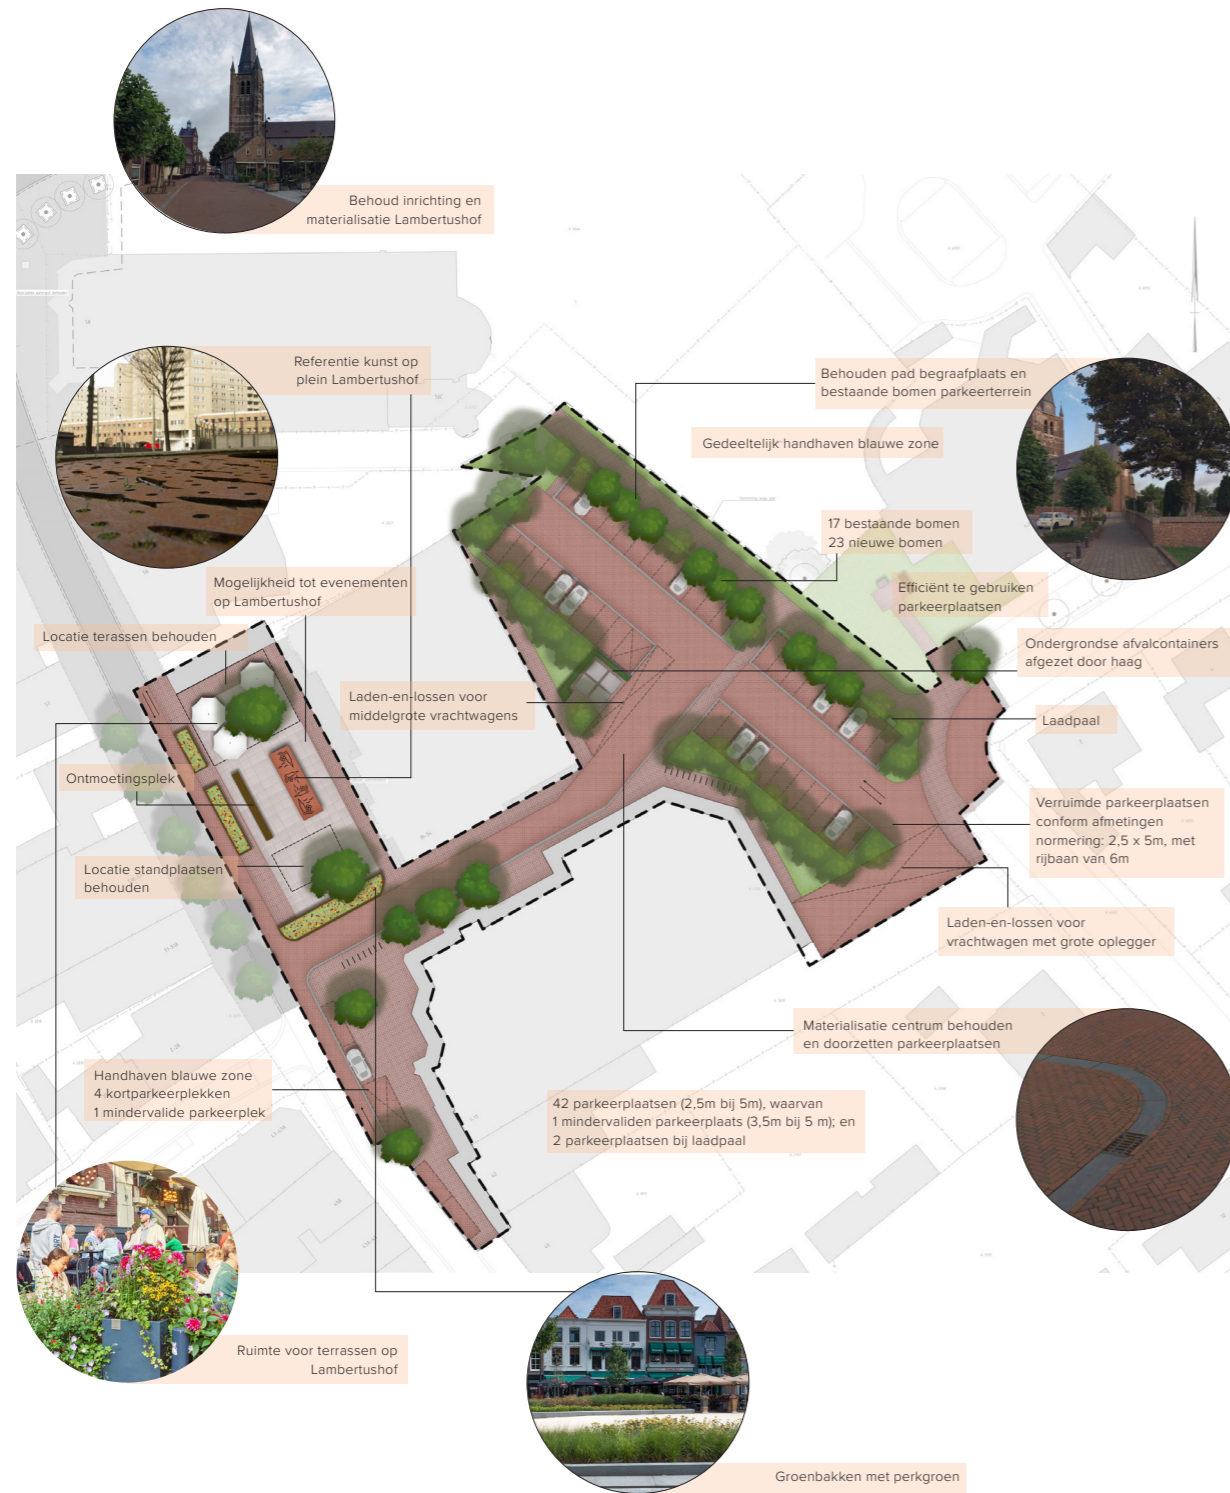 Behoud inrichting en
materialisatie Lambertushof
Referentie kunst op
plein Lambertushof
Behouden pad begraafplaats en
bestaande bomen parkeerterrein
Gedeeltelijk handhaven blauwe zone
17 bestaande bomen
23 nieuwe bomen
Mogelijkheid tot evenementen
op Lambertushof
Efficiënt te gebruiken
parkeerplaatsen
Locatie terassen behouden
Ondergrondse afvalcontainers
afgezet door haag
Laden-en-lossen voor
middelgrote vrachtwagens
Laadpaal
Ontmoetingsplek
Verruimde parkeerplaatsen
conform afmetingen
normering: 2,5 x 5m, met
rijbaan van 6m
Locatie standplaatsen
behouden
Laden-en-lossen voor
vrachtwagen met grote oplegger
Materialisatie centrum behouden
en doorzetten parkeerplaatsen
Handhaven blauwe zone
4 kortparkeerplekken
1 mindervalide parkeerplek
42 parkeerplaatsen (2,5m bij 5m), waarvan
1 mindervaliden parkeerplaats (3,5m bij 5 m); en
2 parkeerplaatsen bij laadpaal
Ruimte voor terrassen op
Lambertushof
Groenbakken met perkgroen